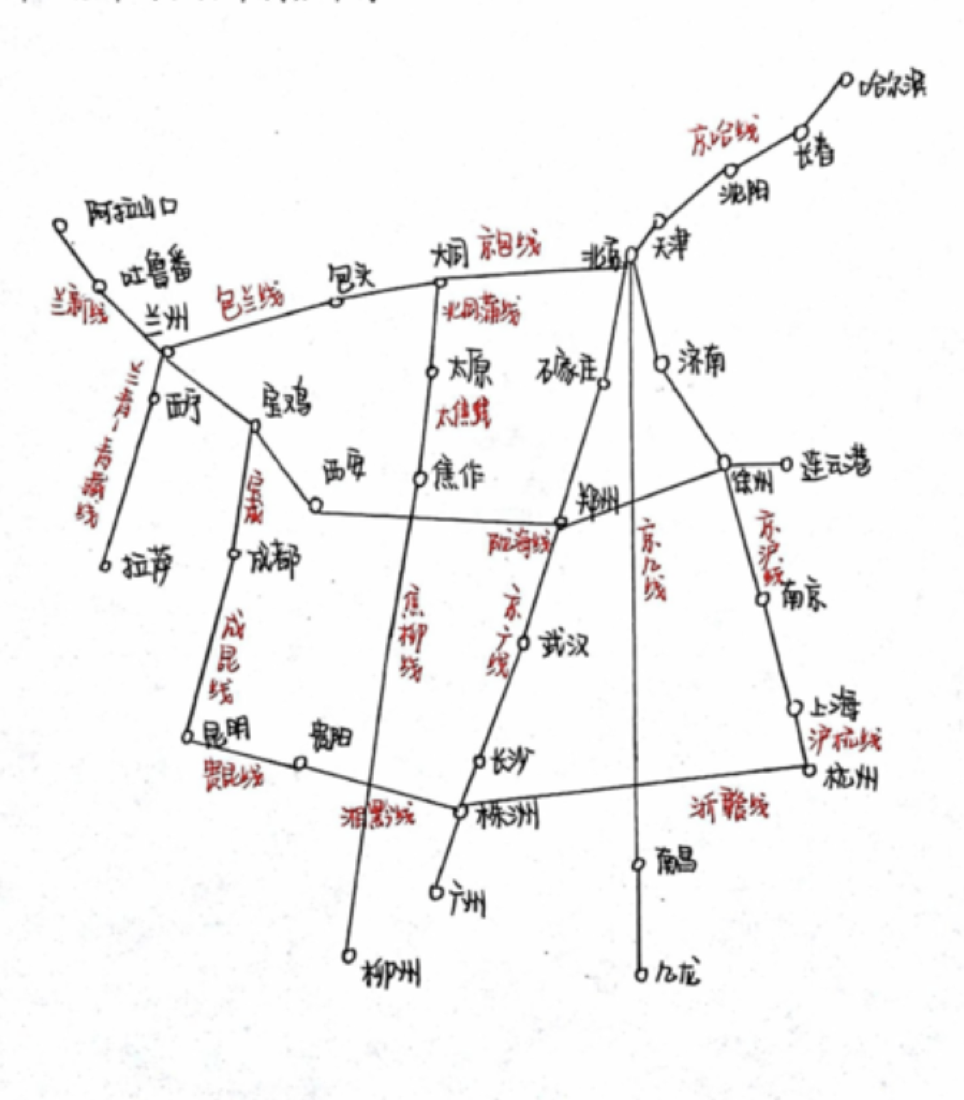 哈尔滨
京哈线
长春
沈阳
阿拉山口
天津
北京
大同
京包线
吐鲁番
包头
兰新线
包兰线
兰州
北同蒲线
太原
石家庄
济南
兰青—青藏线
西宁
宝鸡
太焦线
西安
焦作
徐州
连云港
宝成
郑州
陇海线
京九线
京沪线
拉萨
成都
南京
焦柳线
京广线
武汉
成昆线
上海
昆明
贵阳
沪杭线
贵昆线
长沙
杭州
湘黔线
株洲
浙赣线
南昌
广州
柳州
九龙